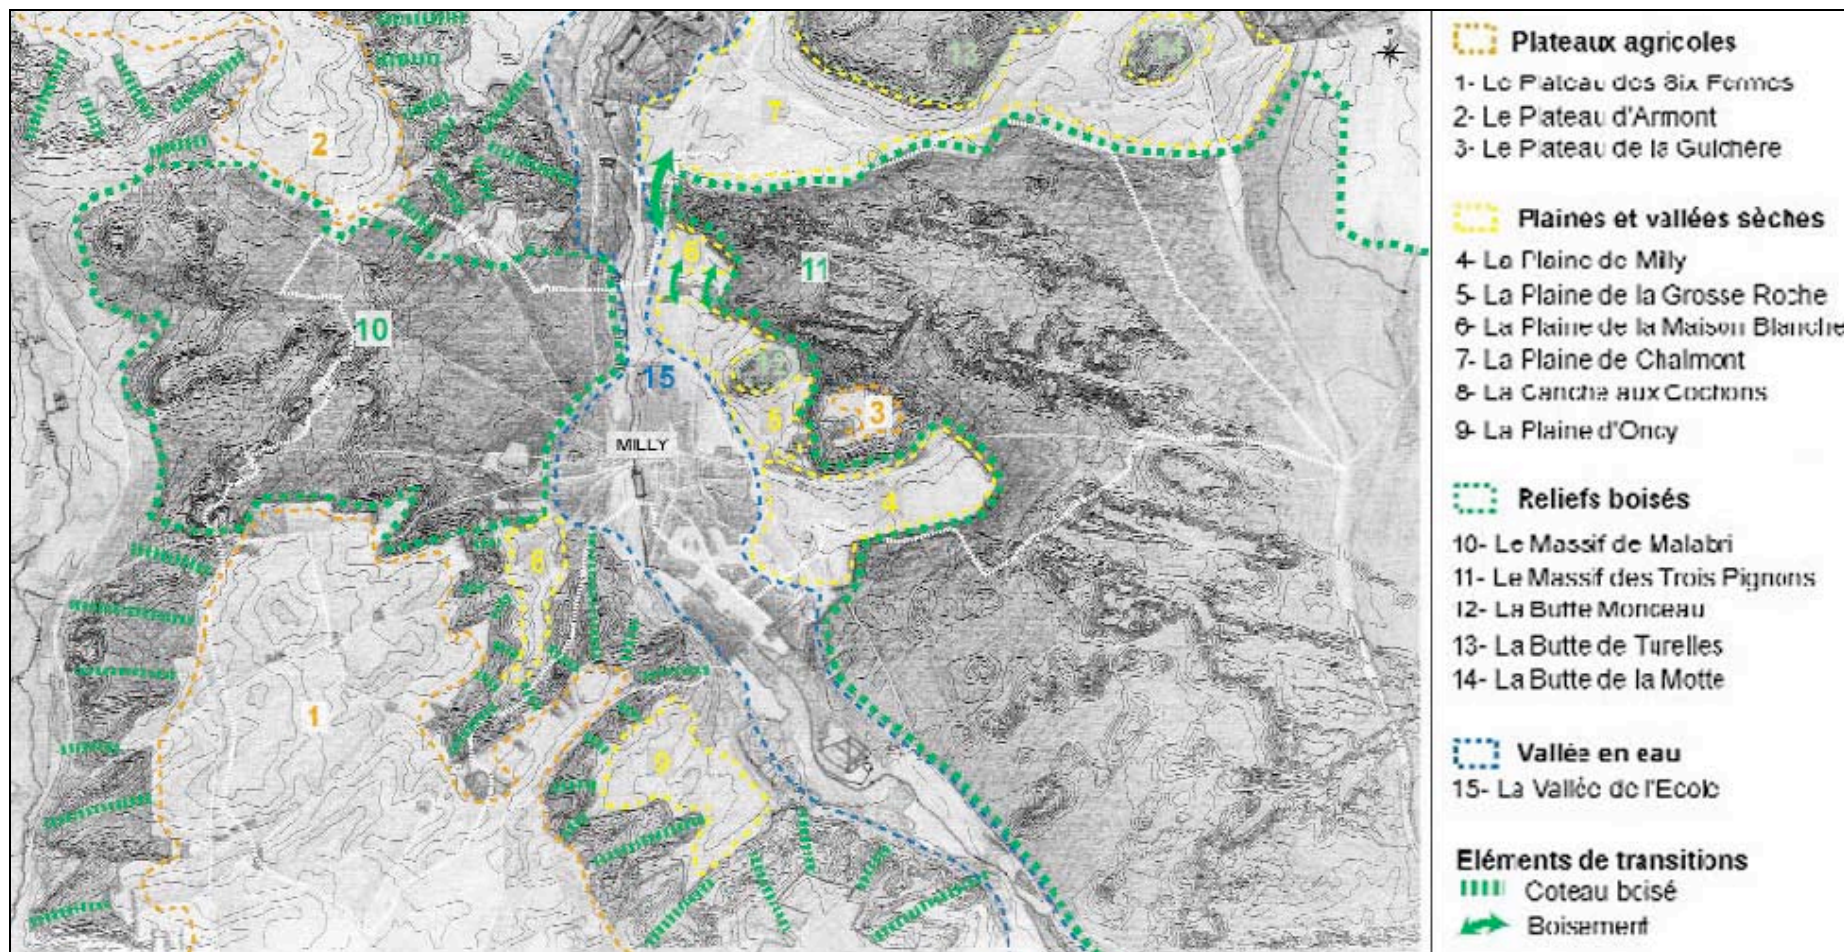 13
14
7
2
6
11
10
12
15
5
3
MILLY
4
8
1
9
Plateaux agricoles
1- Le Plateau des Six Fermes
2- Le Plateau d'Armont
3- Le Plateau de la Guichère
Plaines et vallées sèches
4- La Plaine de Milly
5- La Plaine de la Grosse Roche
6- La Plaine de la Maison Blanche
7- La Plaine de Chalmont
8- La Canche aux Cochons
9- La Plaine d'Oncy
Reliefs boisés
10- Le Massif de Malabri
11- Le Massif des Trois Pignons
12- La Butte Monceau
13- La Butte de Turelles
14- La Butte de la Motte
Vallée en eau
15- La Vallée de l'Ecole
Eléments de transitions
Coteau boisé
Boisement